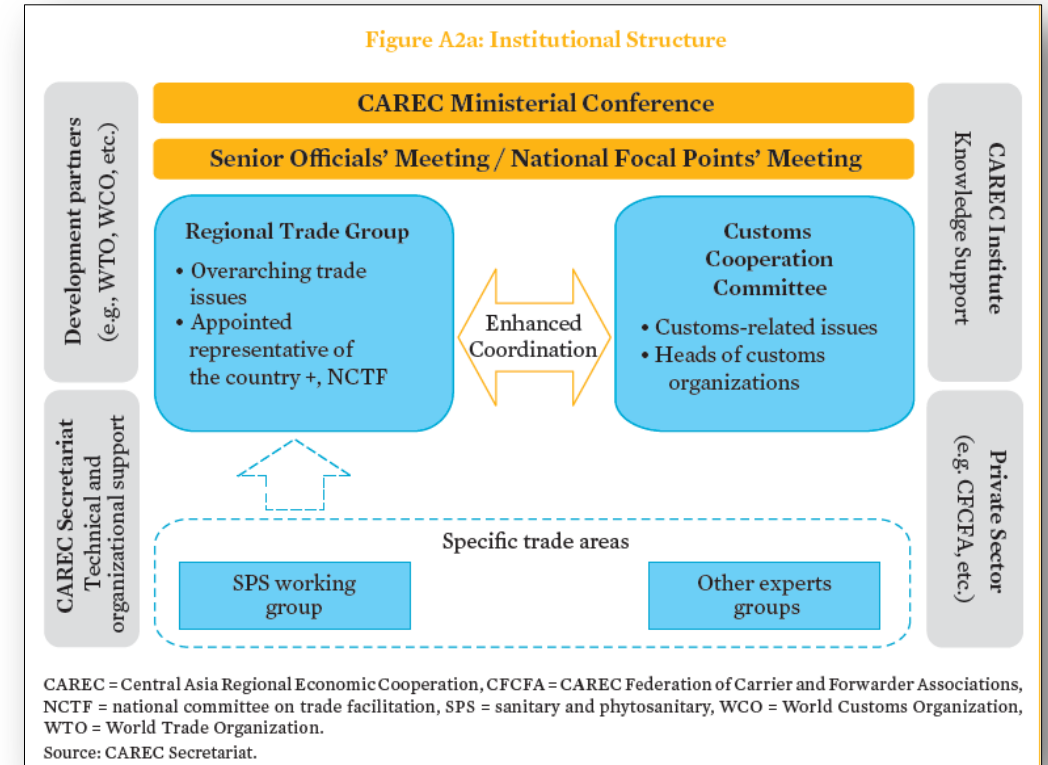 Figure A2a: Institutional Structure
CAREC Ministerial Conference
Senior Officials’ Meeting / National Focal Points’ Meeting
Development partners
(e.g., WTO, WCO, etc.)
CAREC Secretariat
Technical and
organizational support
Regional Trade Group
• Overarching trade
issues
• Appointed
representative of
the country +, NCTF
Enhanced
Coordination
Customs
Cooperation
Committee
• Customs-related issues
• Heads of customs
organizations
CAREC Institute
Knowledge Support
Private Sector
(e.g. CFCFA, etc.)
Specific trade areas
SPS working
group
Other experts
groups
CAREC = Central Asia Regional Economic Cooperation, CFCFA = CAREC Federation of Carrier and Forwarder Associations,
NCTF = national committee on trade facilitation, SPS = sanitary and phytosanitary, WCO = World Customs Organization,
WTO = World Trade Organization.
Source: CAREC Secretariat.